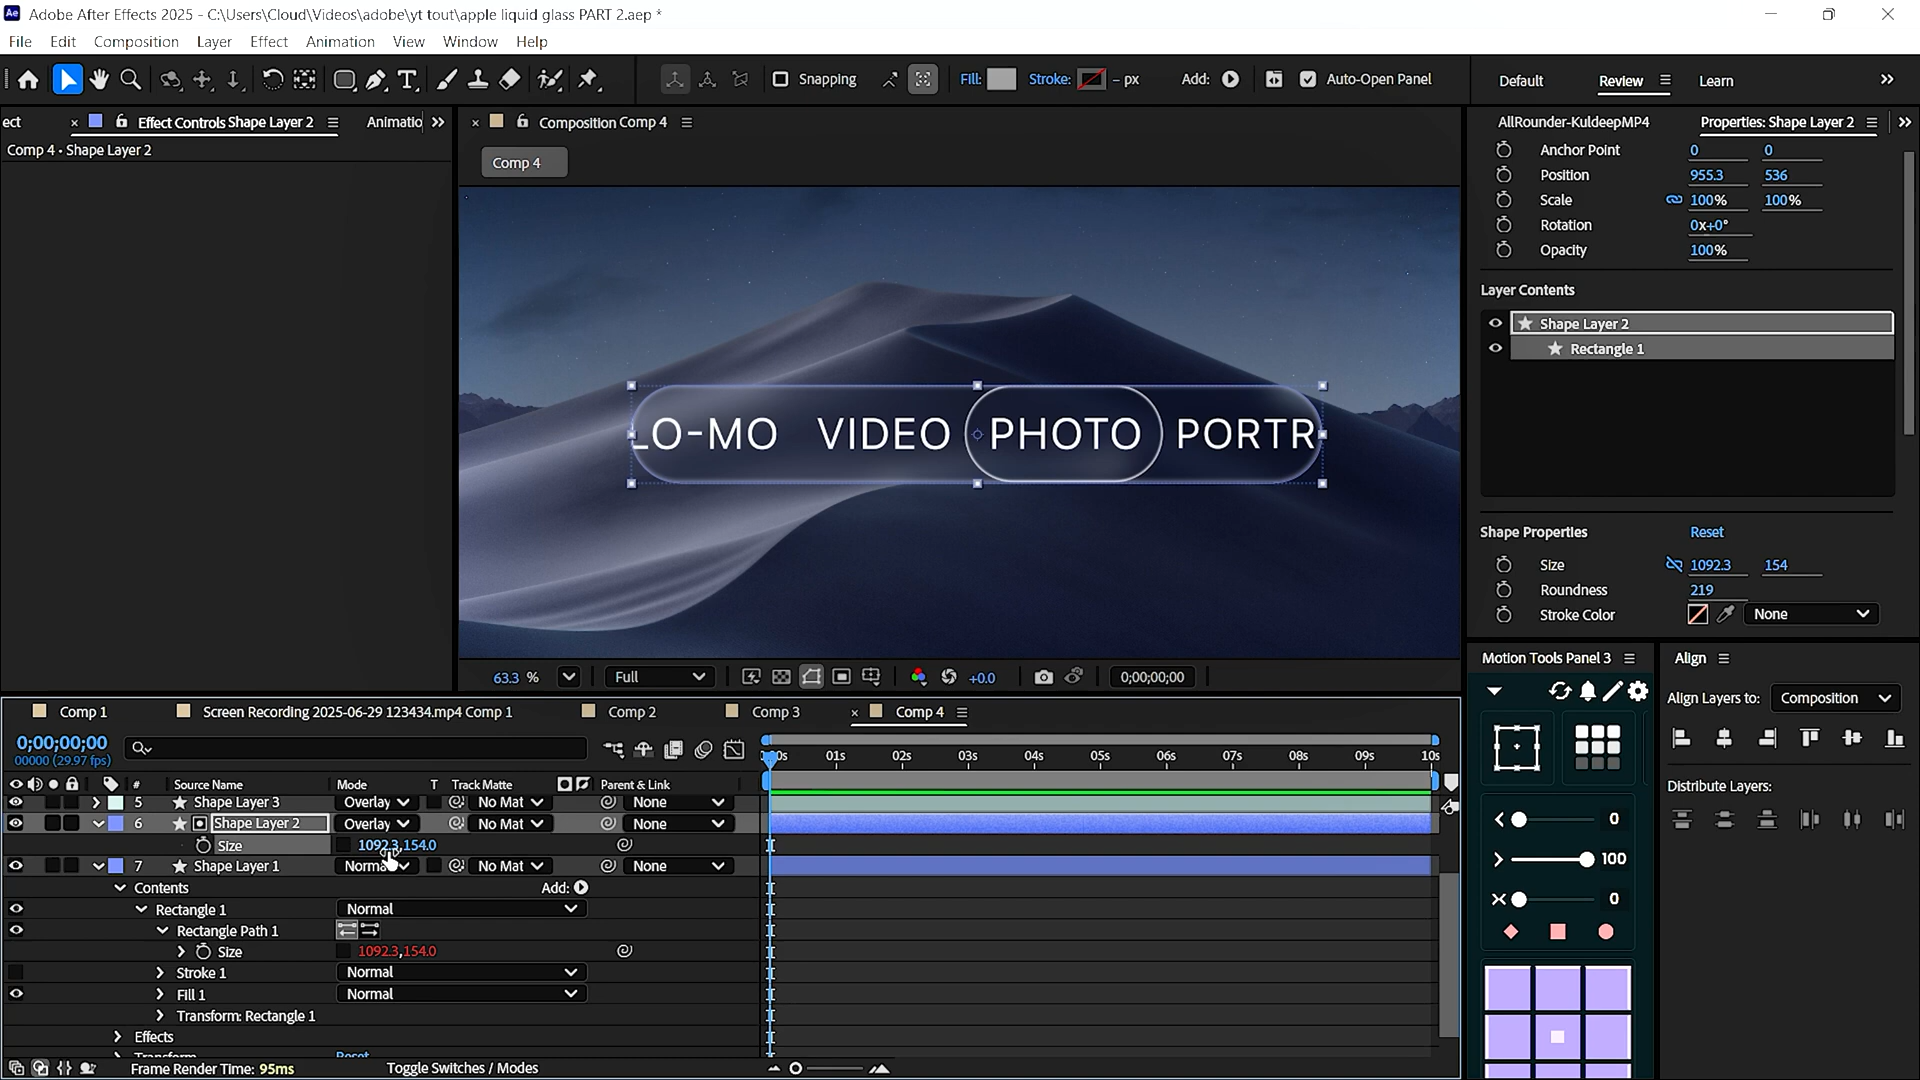 Adobe After Effects 2025 - C:\Users\Cloud\Videos\adobe\yt tout\apple liquid glass PART 2.aep *
File Edit Composition Layer Effect Animation View Window Help
Snapping Fill: Stroke: - px Add: Auto-Open Panel Default Review Learn
ect Effect Controls Shape Layer 2 Animatio
Comp 4 • Shape Layer 2
Composition Comp 4
Comp 4
LO-MO VIDEO PHOTO PORTR
63.3 % Full +0.0 0;00;00;00
AllRounder-KuldeepMP4 Properties: Shape Layer 2
Anchor Point 0 0
Position 955.3 536
Scale 100% 100%
Rotation 0x+0°
Opacity 100%
Layer Contents
Shape Layer 2
Rectangle 1
Shape Properties Reset
Size 1092.3 154
Roundness 219
Stroke Color None
Motion Tools Panel 3
0
100
0
Align
Align Layers to: Composition
Distribute Layers:
Comp 1 Screen Recording 2025-06-29 123434.mp4 Comp 1 Comp 2 Comp 3 Comp 4
0;00;00;00
00000 (29.97 fps)
0s 01s 02s 03s 04s 05s 06s 07s 08s 09s 10s
# Source Name Mode T Track Matte Parent & Link
5 Shape Layer 3 Overlay No Mat None
6 Shape Layer 2 Overlay No Mat None
Size 1092.3,154.0
7 Shape Layer 1 Norma No Mat None
Contents Add:
Rectangle 1 Normal
Rectangle Path 1
Size 1092.3,154.0
Stroke 1 Normal
Fill 1 Normal
Transform: Rectangle 1
Effects
Transform Reset
Frame Render Time: 95ms Toggle Switches / Modes